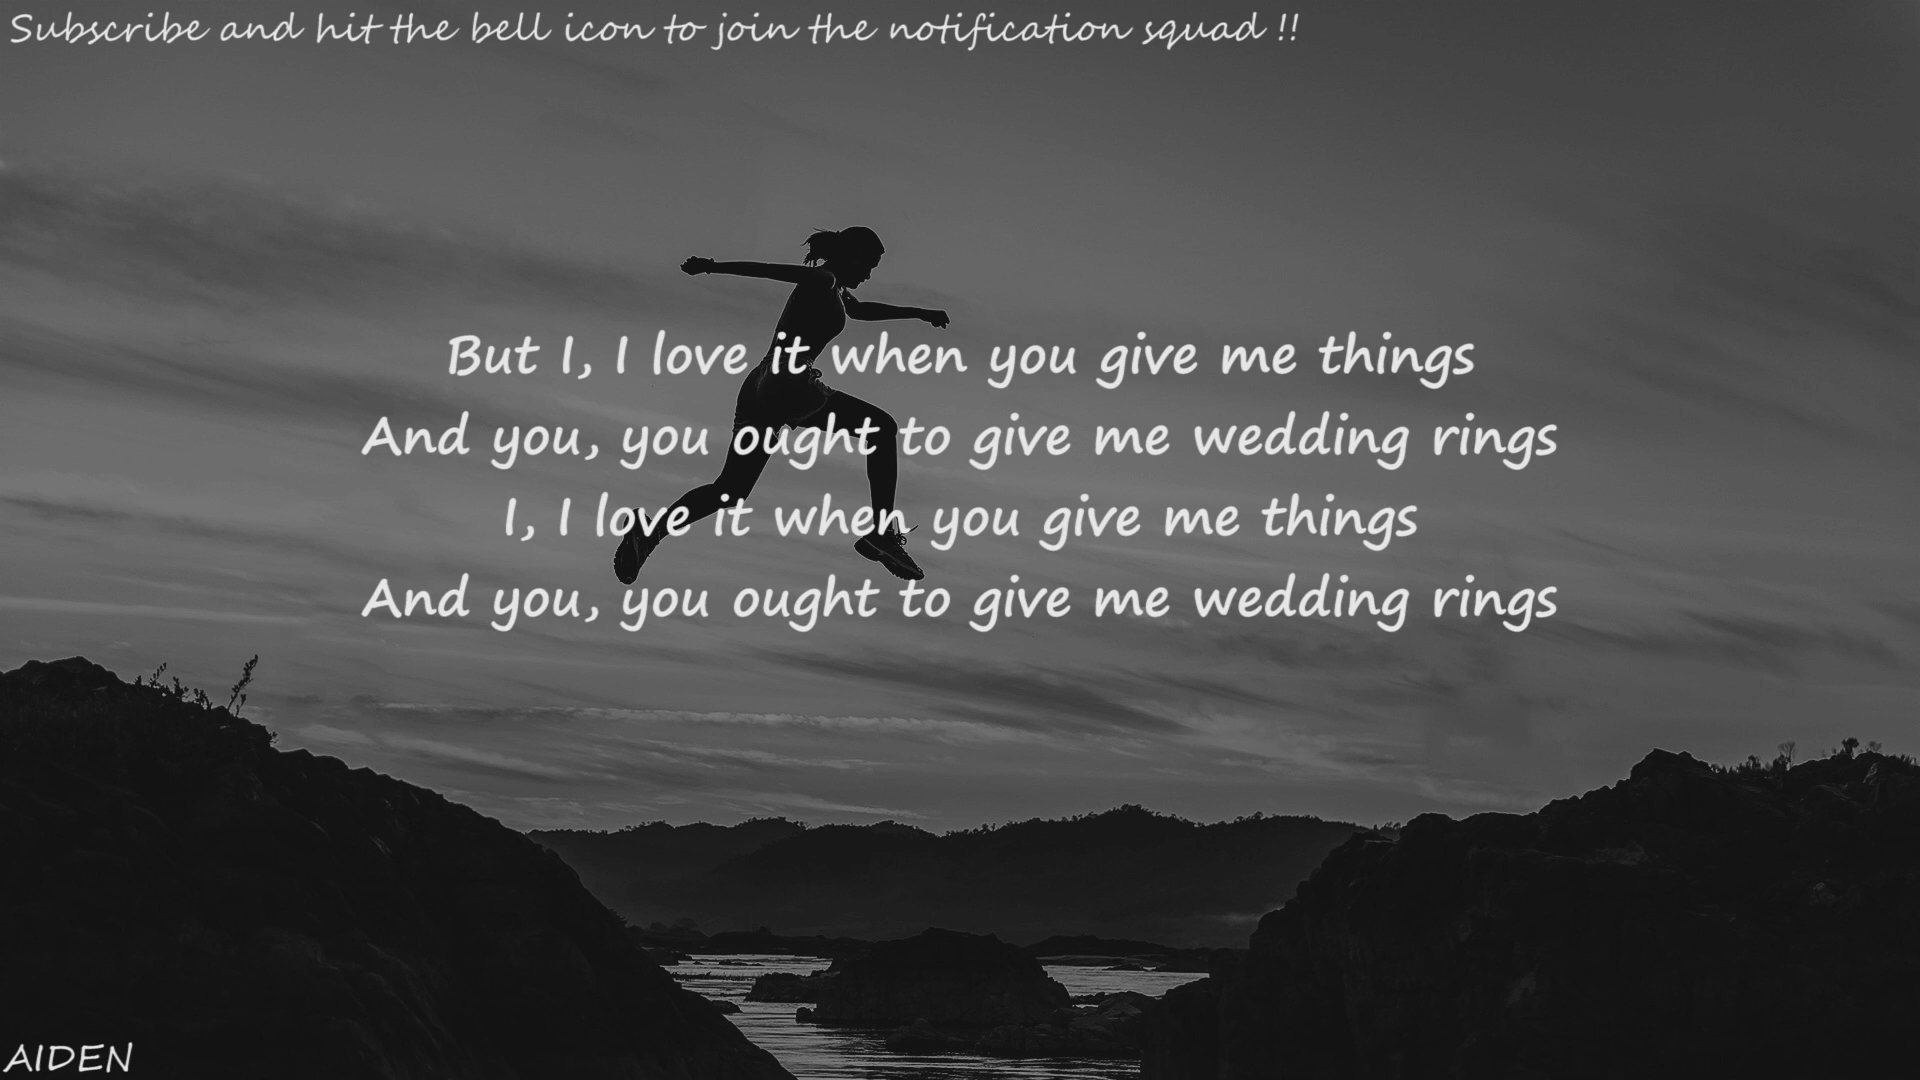 Subscribe and hit the bell icon to join the notification squad !!
But I, I love it when you give me things
And you, you ought to give me wedding rings
I, I love it when you give me things
And you, you ought to give me wedding rings
AIDEN